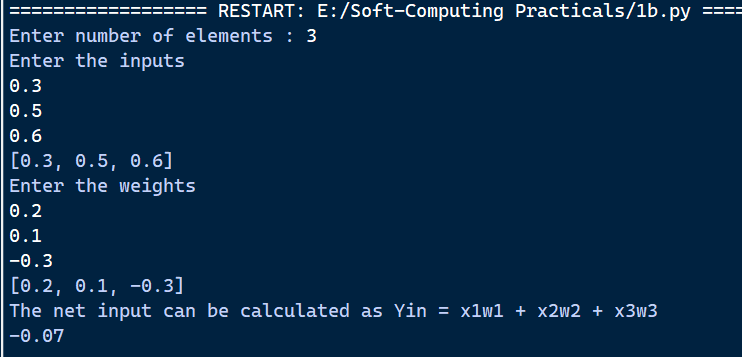 ================== RESTART: E:/Soft-Computing Practicals/1b.py ====
Enter number of elements : 3
Enter the inputs
0.3
0.5
0.6
[0.3, 0.5, 0.6]
Enter the weights
0.2
0.1
-0.3
[0.2, 0.1, -0.3]
The net input can be calculated as Yin = x1w1 + x2w2 + x3w3
-0.07